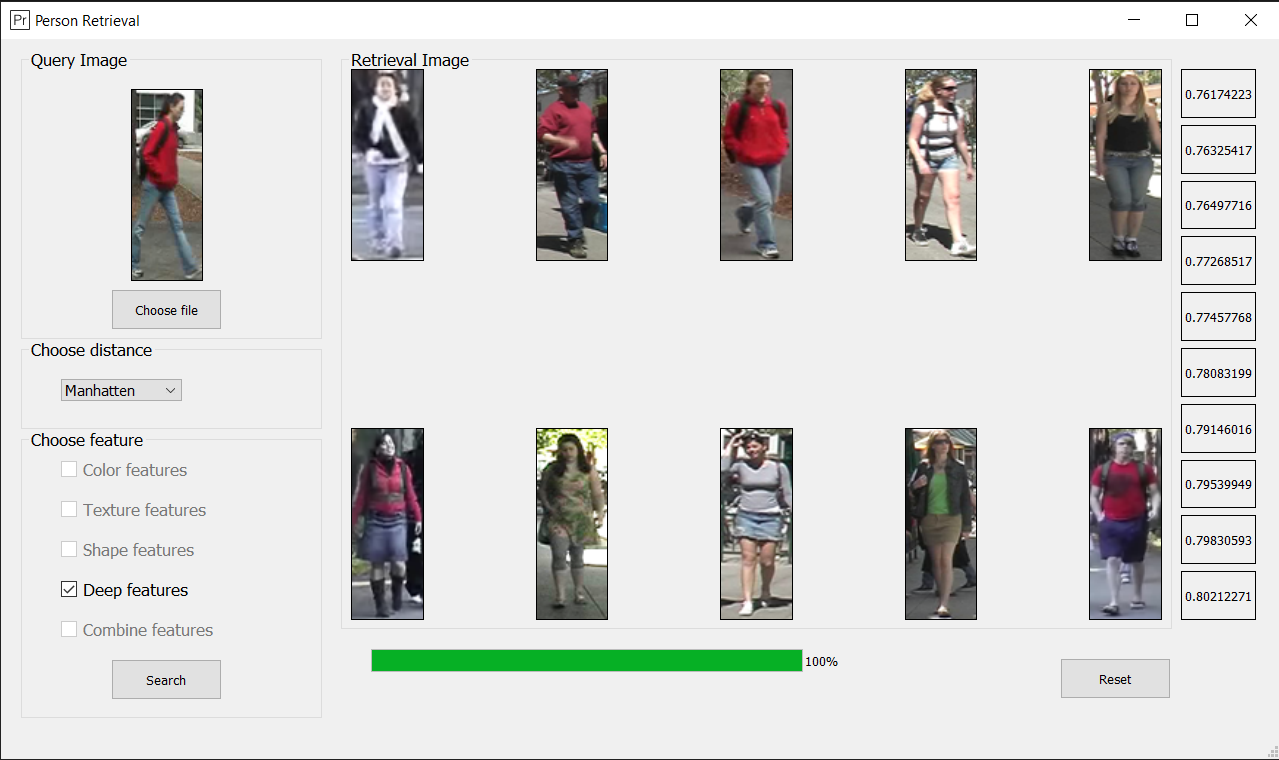 Pr Person Retrieval
Query Image
Choose file
Choose distance
Manhatten
Choose feature
Color features
Texture features
Shape features
Deep features
Combine features
Search
Retrieval Image
0.76174223
0.76325417
0.76497716
0.77268517
0.77457768
0.78083199
0.79146016
0.79539949
0.79830593
0.80212271
100%
Reset